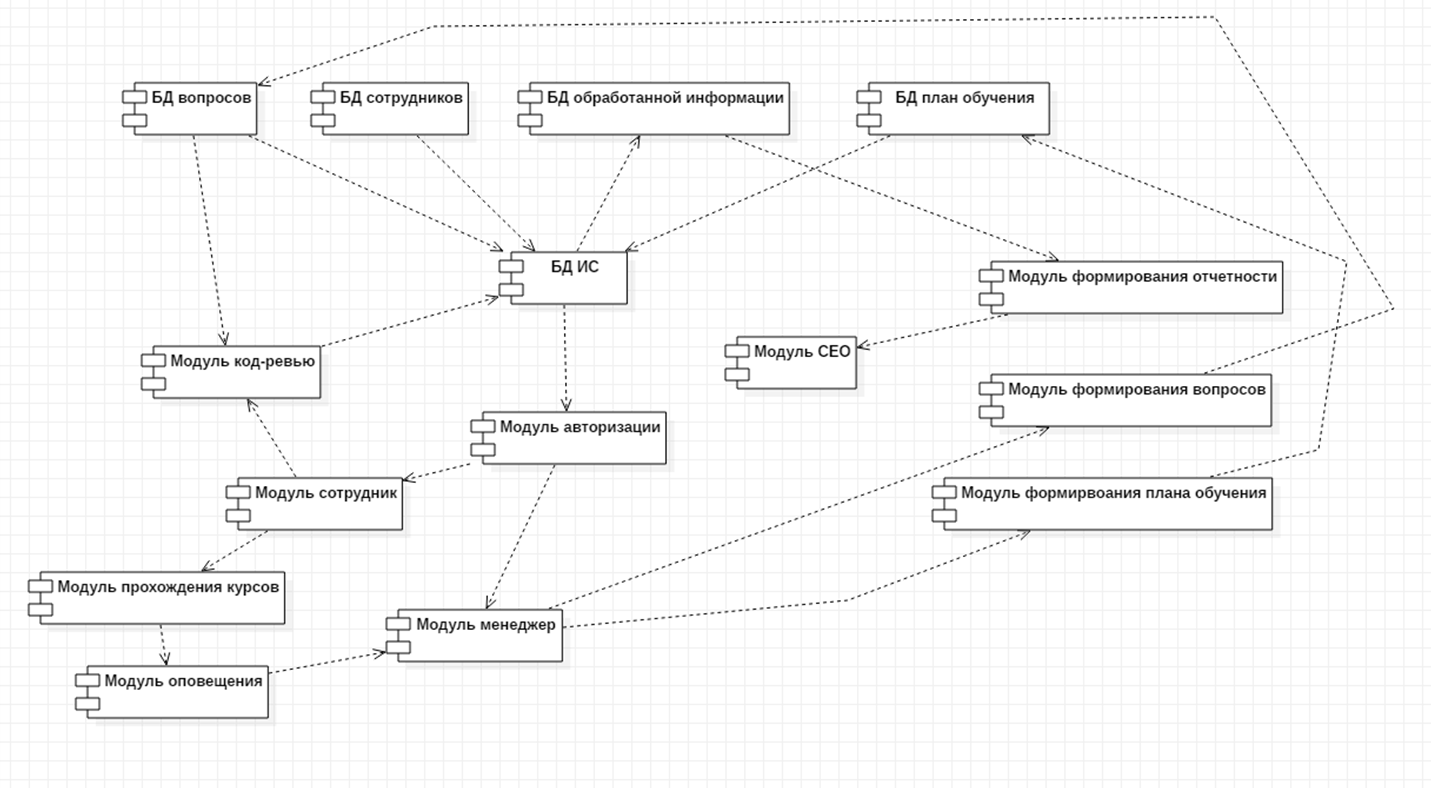 БД вопросов
БД сотрудников
БД обработанной информации
БД план обучения
БД ИС
Модуль формирования отчетности
Модуль код-ревью
Модуль СЕО
Модуль формирования вопросов
Модуль авторизации
Модуль сотрудник
Модуль формирвоания плана обучения
Модуль прохождения курсов
Модуль менеджер
Модуль оповещения